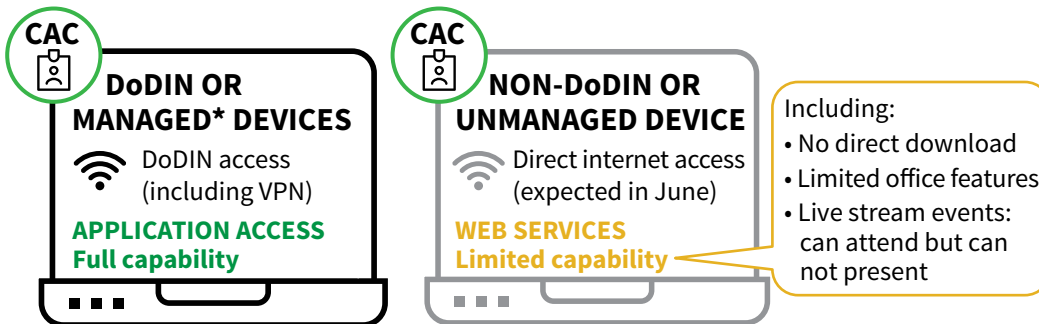 CAC
DoDIN OR
MANAGED* DEVICES
DoDIN access
(including VPN)
APPLICATION ACCESS
Full capability
CAC
NON-DoDIN OR
UNMANAGED DEVICE
Direct internet access
(expected in June)
WEB SERVICES
Limited capability
Including:
• No direct download
• Limited office features
• Live stream events:
can attend but can
not present